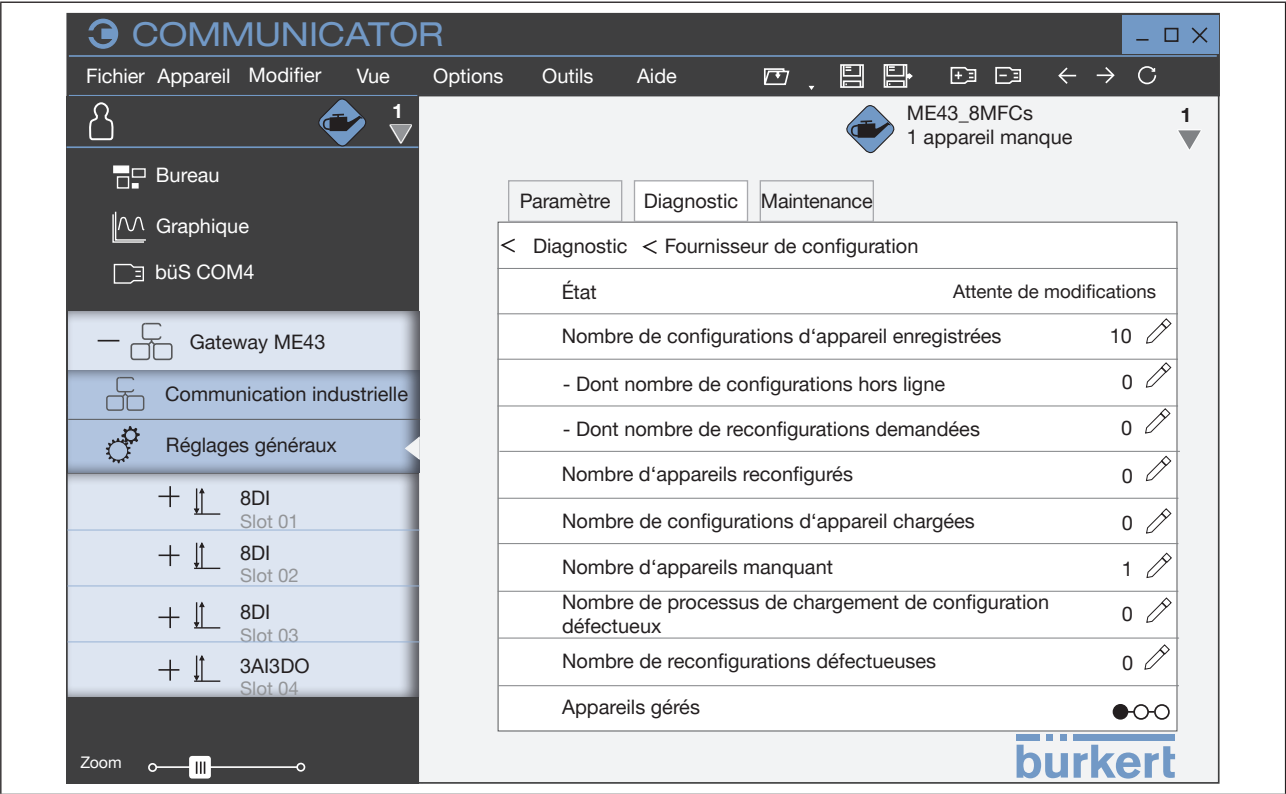 COMMUNICATOR
Fichier Appareil Modifier Vue Options Outils Aide
1
ME43_8MFCs
1 appareil manque
1
Bureau
Graphique
büS COM4
Gateway ME43
Communication industrielle
Réglages généraux
8DI
Slot 01
8DI
Slot 02
8DI
Slot 03
3AI3DO
Slot 04
Zoom
Paramètre Diagnostic Maintenance
< Diagnostic < Fournisseur de configuration
État Attente de modifications
Nombre de configurations d‘appareil enregistrées 10
- Dont nombre de configurations hors ligne 0
- Dont nombre de reconfigurations demandées 0
Nombre d‘appareils reconfigurés 0
Nombre de configurations d‘appareil chargées 0
Nombre d‘appareils manquant 1
Nombre de processus de chargement de configuration
défectueux 0
Nombre de reconfigurations défectueuses 0
Appareils gérés
bürkert